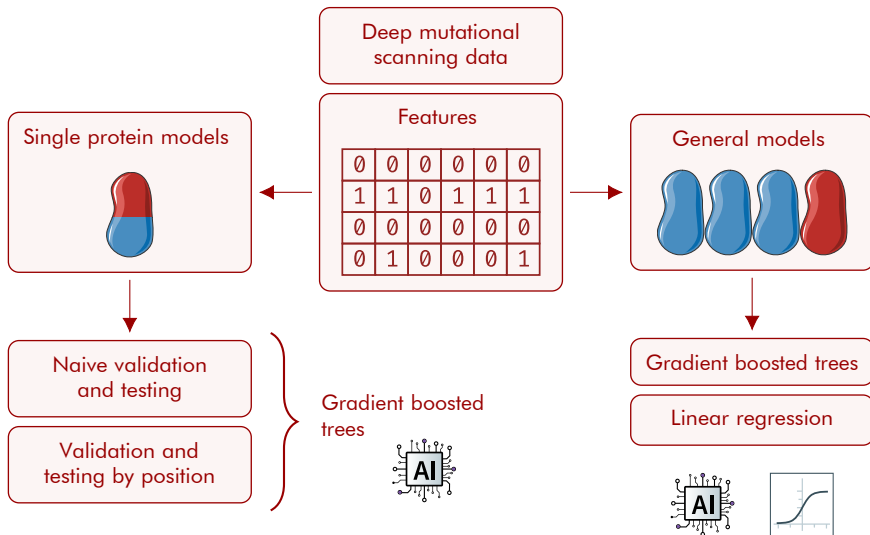 Deep mutational
scanning data
Features
0 0 0 0 0 0
1 1 0 1 1 1
0 0 0 0 0 0
0 1 0 0 0 1
Single protein models
General models
Naive validation
and testing
Validation and
testing by position
Gradient boosted
trees
AI
Gradient boosted trees
Linear regression
AI